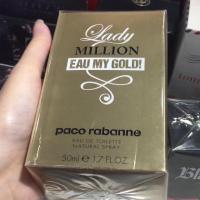 Lady
MILLION
EAU MY GOLD!
paco rabanne
EAU DE TOILETTE
NATURAL SPRAY
50ml e 1.7 FL.OZ